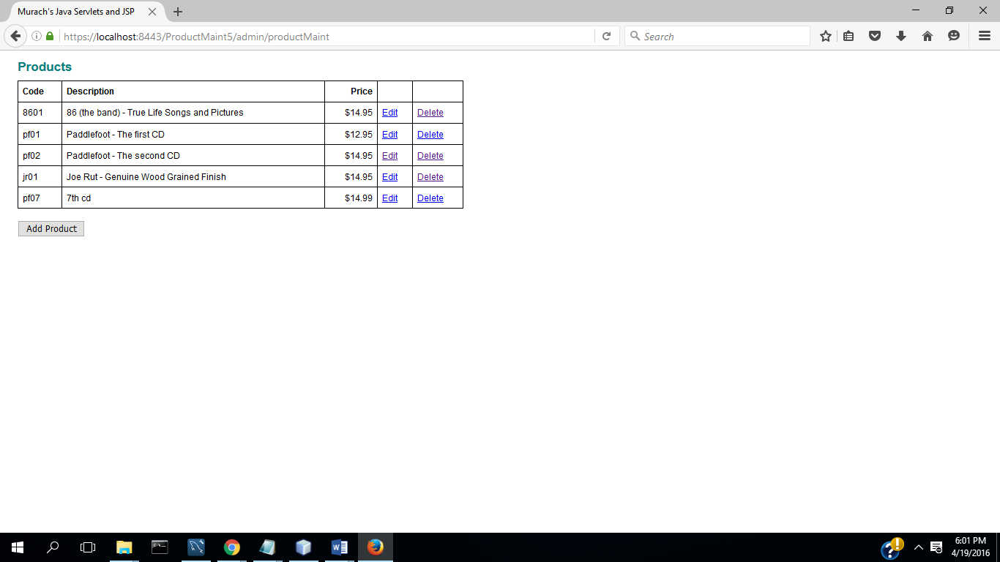 Murach's Java Servlets and JSP
https://localhost:8443/ProductMaint5/admin/productMaint
Search
Products
Code Description Price
8601 86 (the band) - True Life Songs and Pictures $14.95 Edit Delete
pf01 Paddlefoot - The first CD $12.95 Edit Delete
pf02 Paddlefoot - The second CD $14.95 Edit Delete
jr01 Joe Rut - Genuine Wood Grained Finish $14.95 Edit Delete
pf07 7th cd $14.99 Edit Delete
Add Product
6:01 PM
4/19/2016